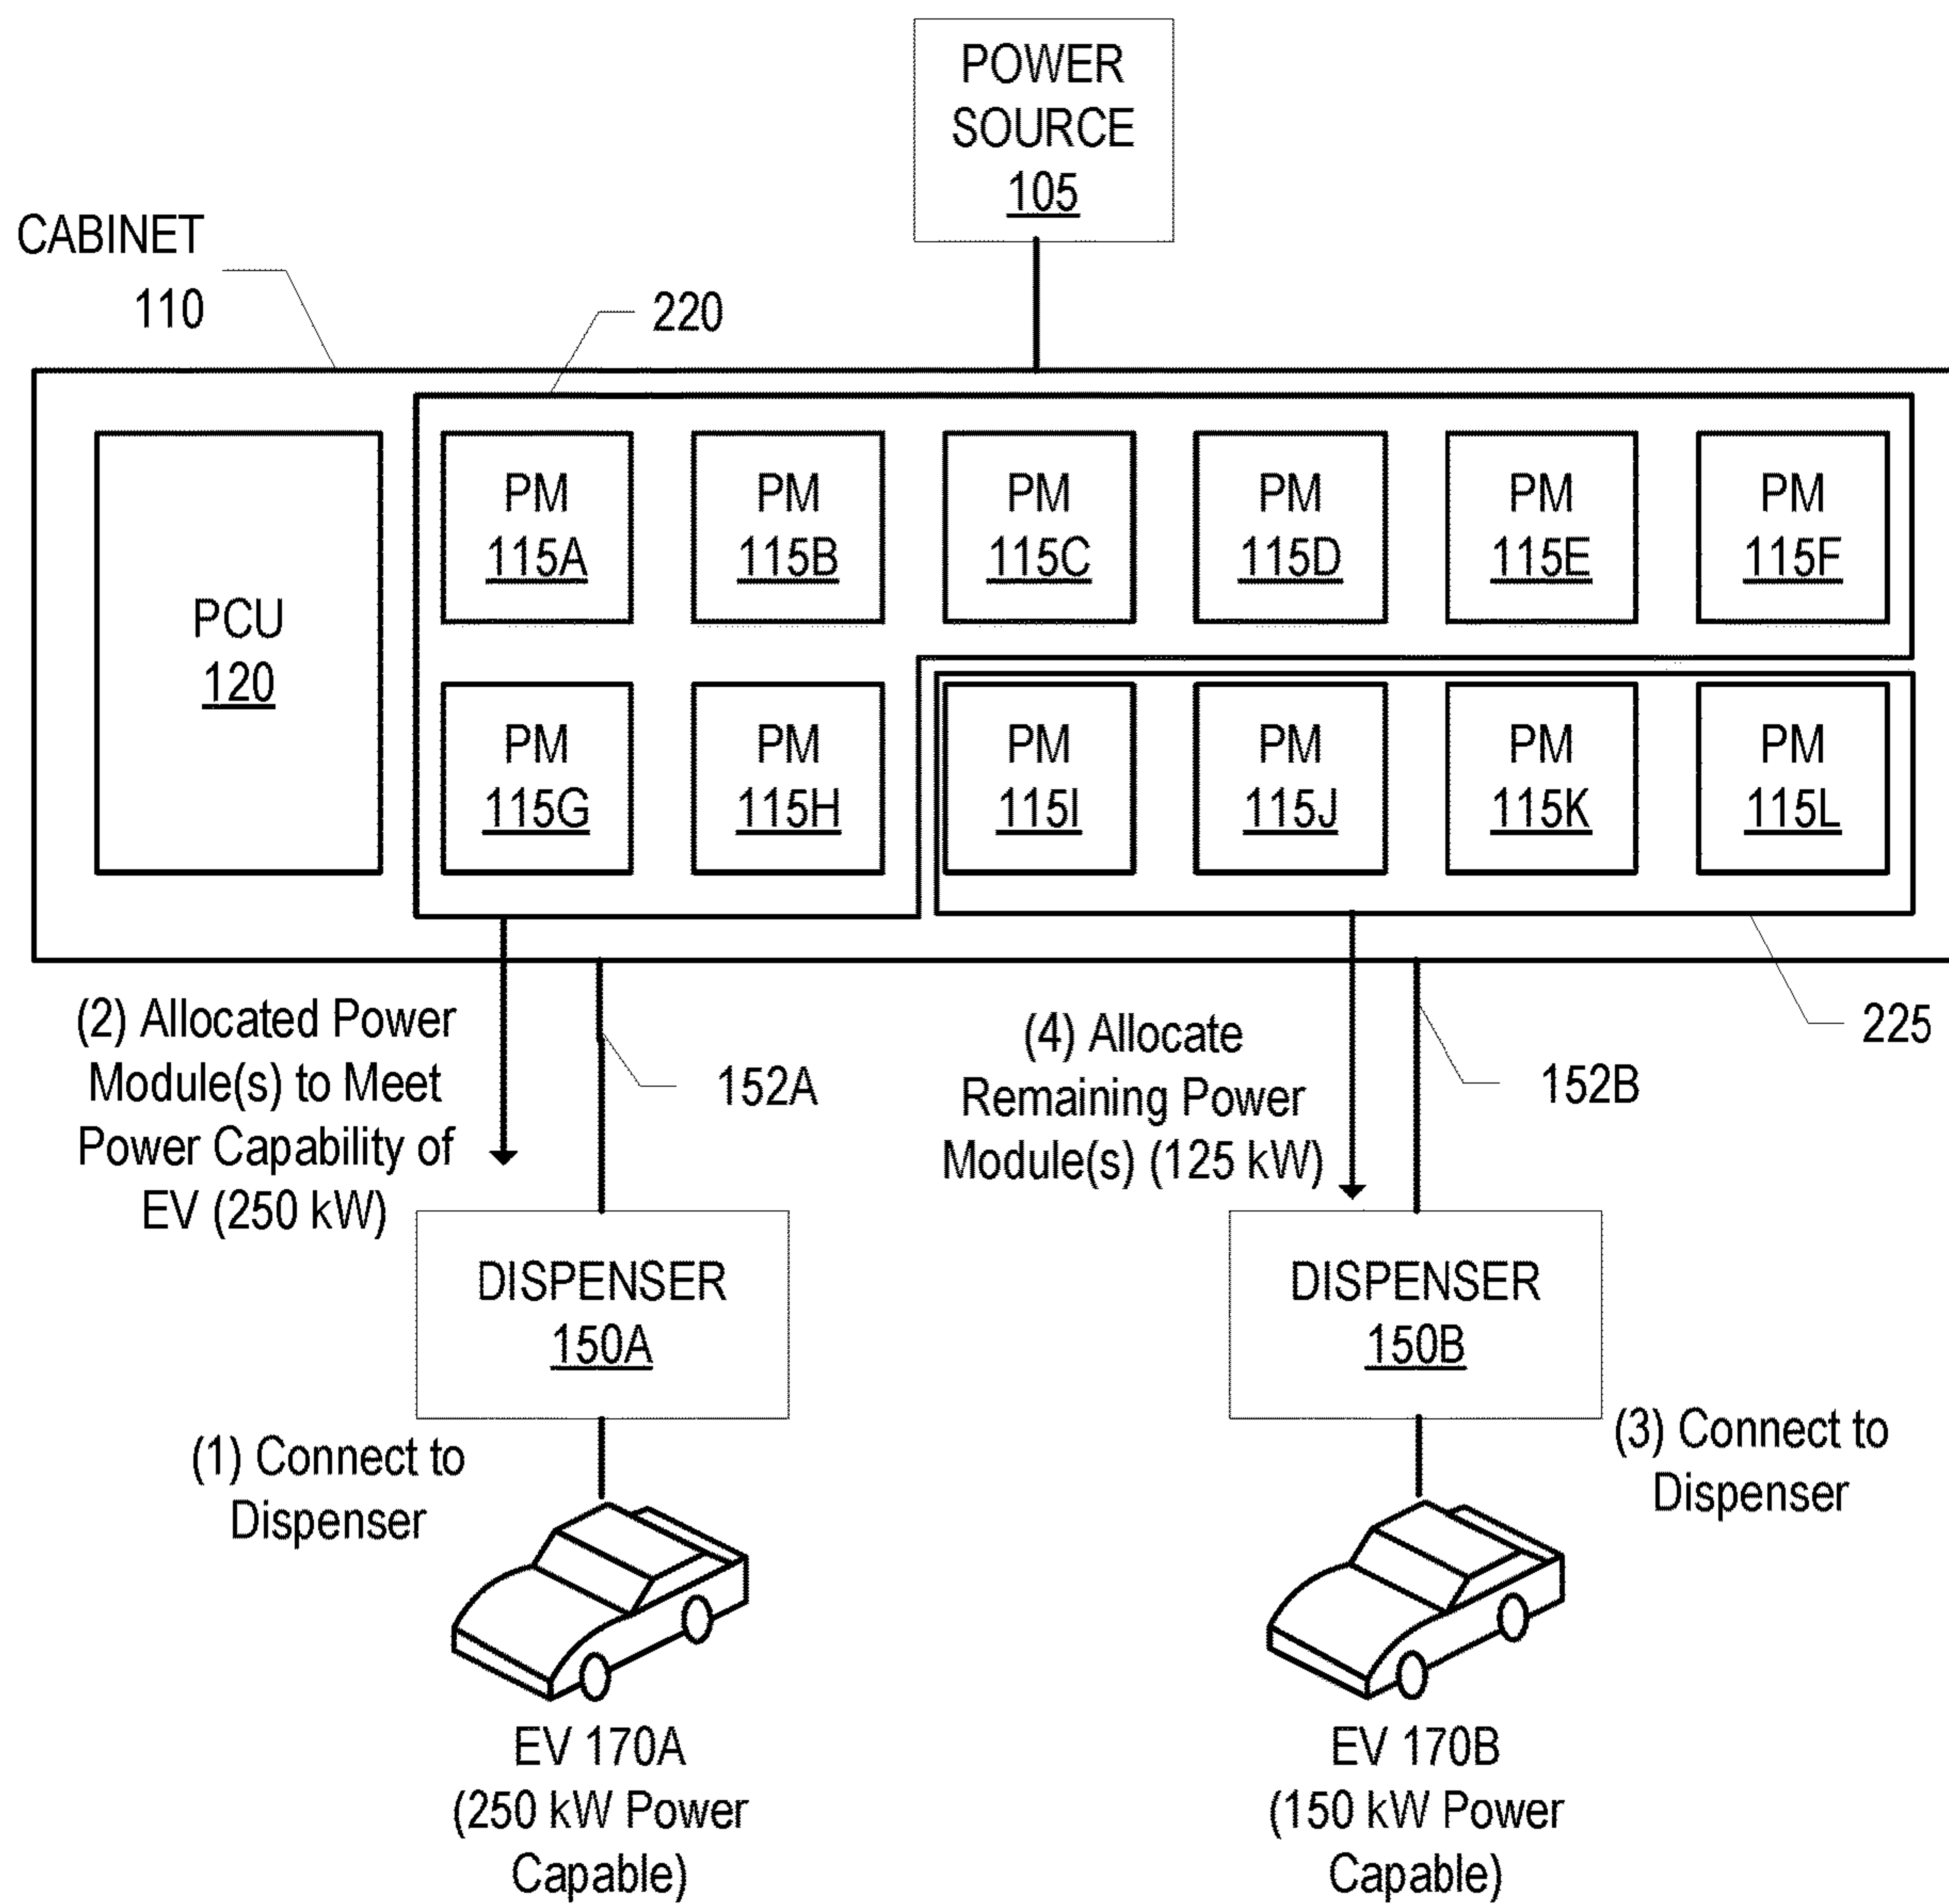 POWER
SOURCE
105
CABINET
110
220
PM
115A
PM
115B
PM
115C
PM
115D
PM
115E
PM
115F
PCU
120
PM
115G
PM
115H
PM
115I
PM
115J
PM
115K
PM
115L
(2) Allocated Power
Module(s) to Meet
Power Capability of
EV (250 kW)
152A
(4) Allocate
Remaining Power
Module(s) (125 kW)
152B
225
DISPENSER
150A
DISPENSER
150B
(1) Connect to
Dispenser
(3) Connect to
Dispenser
EV 170A
(250 kW Power
Capable)
EV 170B
(150 kW Power
Capable)